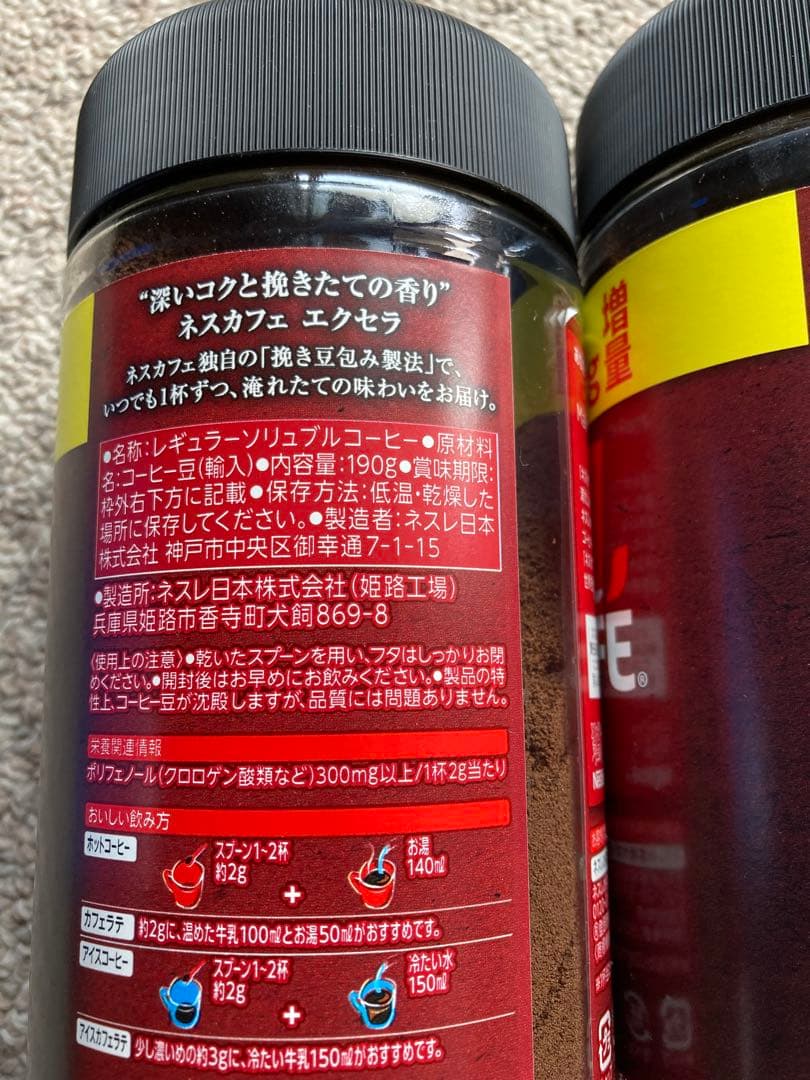 “深いコクと挽きたての香り”
ネスカフェ エクセラ
ネスカフェ独自の「挽き豆包み製法」で、
いつでも1杯ずつ、淹れたての味わいをお届け。
●名称:レギュラーソリュブルコーヒー●原材料
名:コーヒー豆(輸入)●内容量:190g●賞味期限:
枠外右下方に記載●保存方法:低温・乾燥した
場所に保存してください。●製造者:ネスレ日本
株式会社 神戸市中央区御幸通7-1-15
●製造所:ネスレ日本株式会社(姫路工場)
兵庫県姫路市香寺町犬飼869-8
〈使用上の注意〉●乾いたスプーンを用い、フタはしっかりお閉
めください。●開封後はお早めにお飲みください。●製品の特
性上、コーヒー豆が沈殿しますが、品質には問題ありません。
栄養関連情報
ポリフェノール(クロロゲン酸類など)300mg以上/1杯2g当たり
おいしい飲み方
ホットコーヒー
スプーン1~2杯
約2g
+
お湯
140ml
カフェラテ 約2gに、温めた牛乳100mlとお湯50mlがおすすめです。
アイスコーヒー
スプーン1~2杯
約2g
+
冷たい水
150ml
アイスカフェラテ 少し濃いめの約3gに、冷たい牛乳150mlがおすすめです。
増量
g
FE®